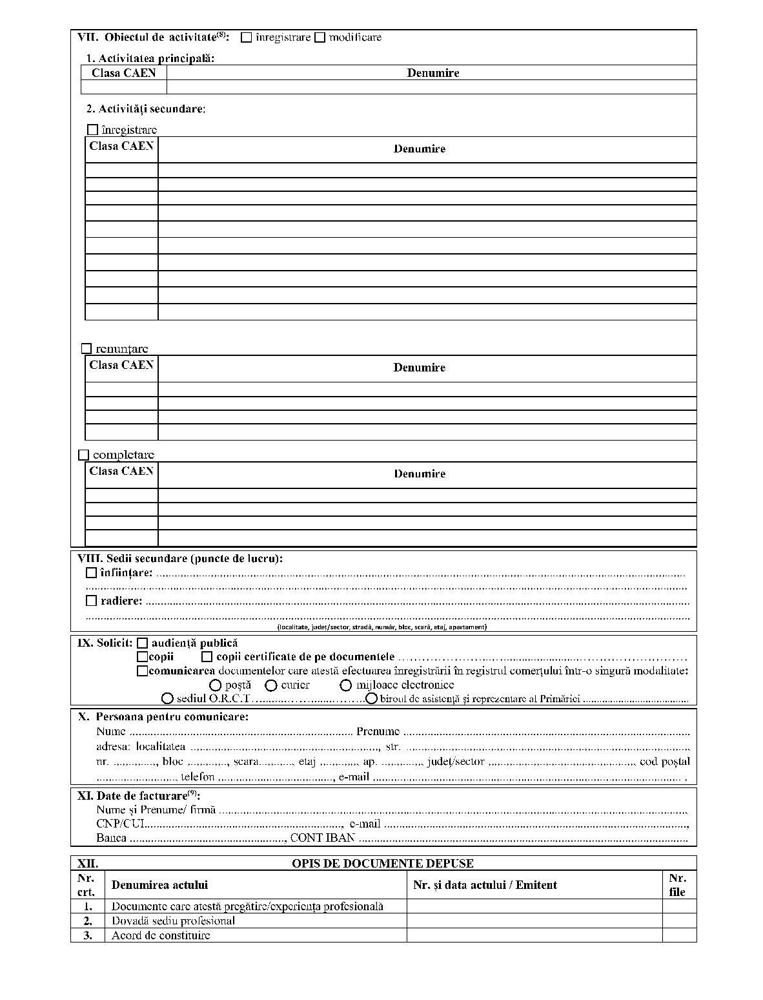 VII. Obiectul de activitate(8): înregistrare modificare
1. Activitatea principală:
Clasa CAEN Denumire
2. Activități secundare:
înregistrare
Clasa CAEN Denumire
renunțare
Clasa CAEN Denumire
completare
Clasa CAEN Denumire
VIII. Sedii secundare (puncte de lucru):
înființare: ........................................
........................................
radiere: ........................................
........................................
(localitate, județ/sector, stradă, număr, bloc, scară, etaj, apartament)
IX. Solicit: audiență publică
copii copii certificate de pe documentele ........................................
comunicarea documentelor care atestă efectuarea înregistrării în registrul comerțului într-o singură modalitate:
poștă curier mijloace electronice
sediul O.R.C.T.................... biroul de asistență și reprezentare al Primăriei ....................
X. Persoana pentru comunicare:
Nume .................... Prenume ....................
adresa: localitatea ...................., str. ....................,
nr. .............., bloc ............., scara..........., etaj ............, ap. ............., județ/sector ...................., cod poștal
...................., telefon ...................., e-mail .................... .
XI. Date de facturare(9):
Nume și Prenume/ firmă ....................,
CNP/CUI...................., e-mail ....................,
Banca ...................., CONT IBAN ....................
XII. OPIS DE DOCUMENTE DEPUSE
Nr. crt. Denumirea actului Nr. și data actului / Emitent Nr. file
1. Documente care atestă pregătire/experiența profesională
2. Dovadă sediu profesional
3. Acord de constituire